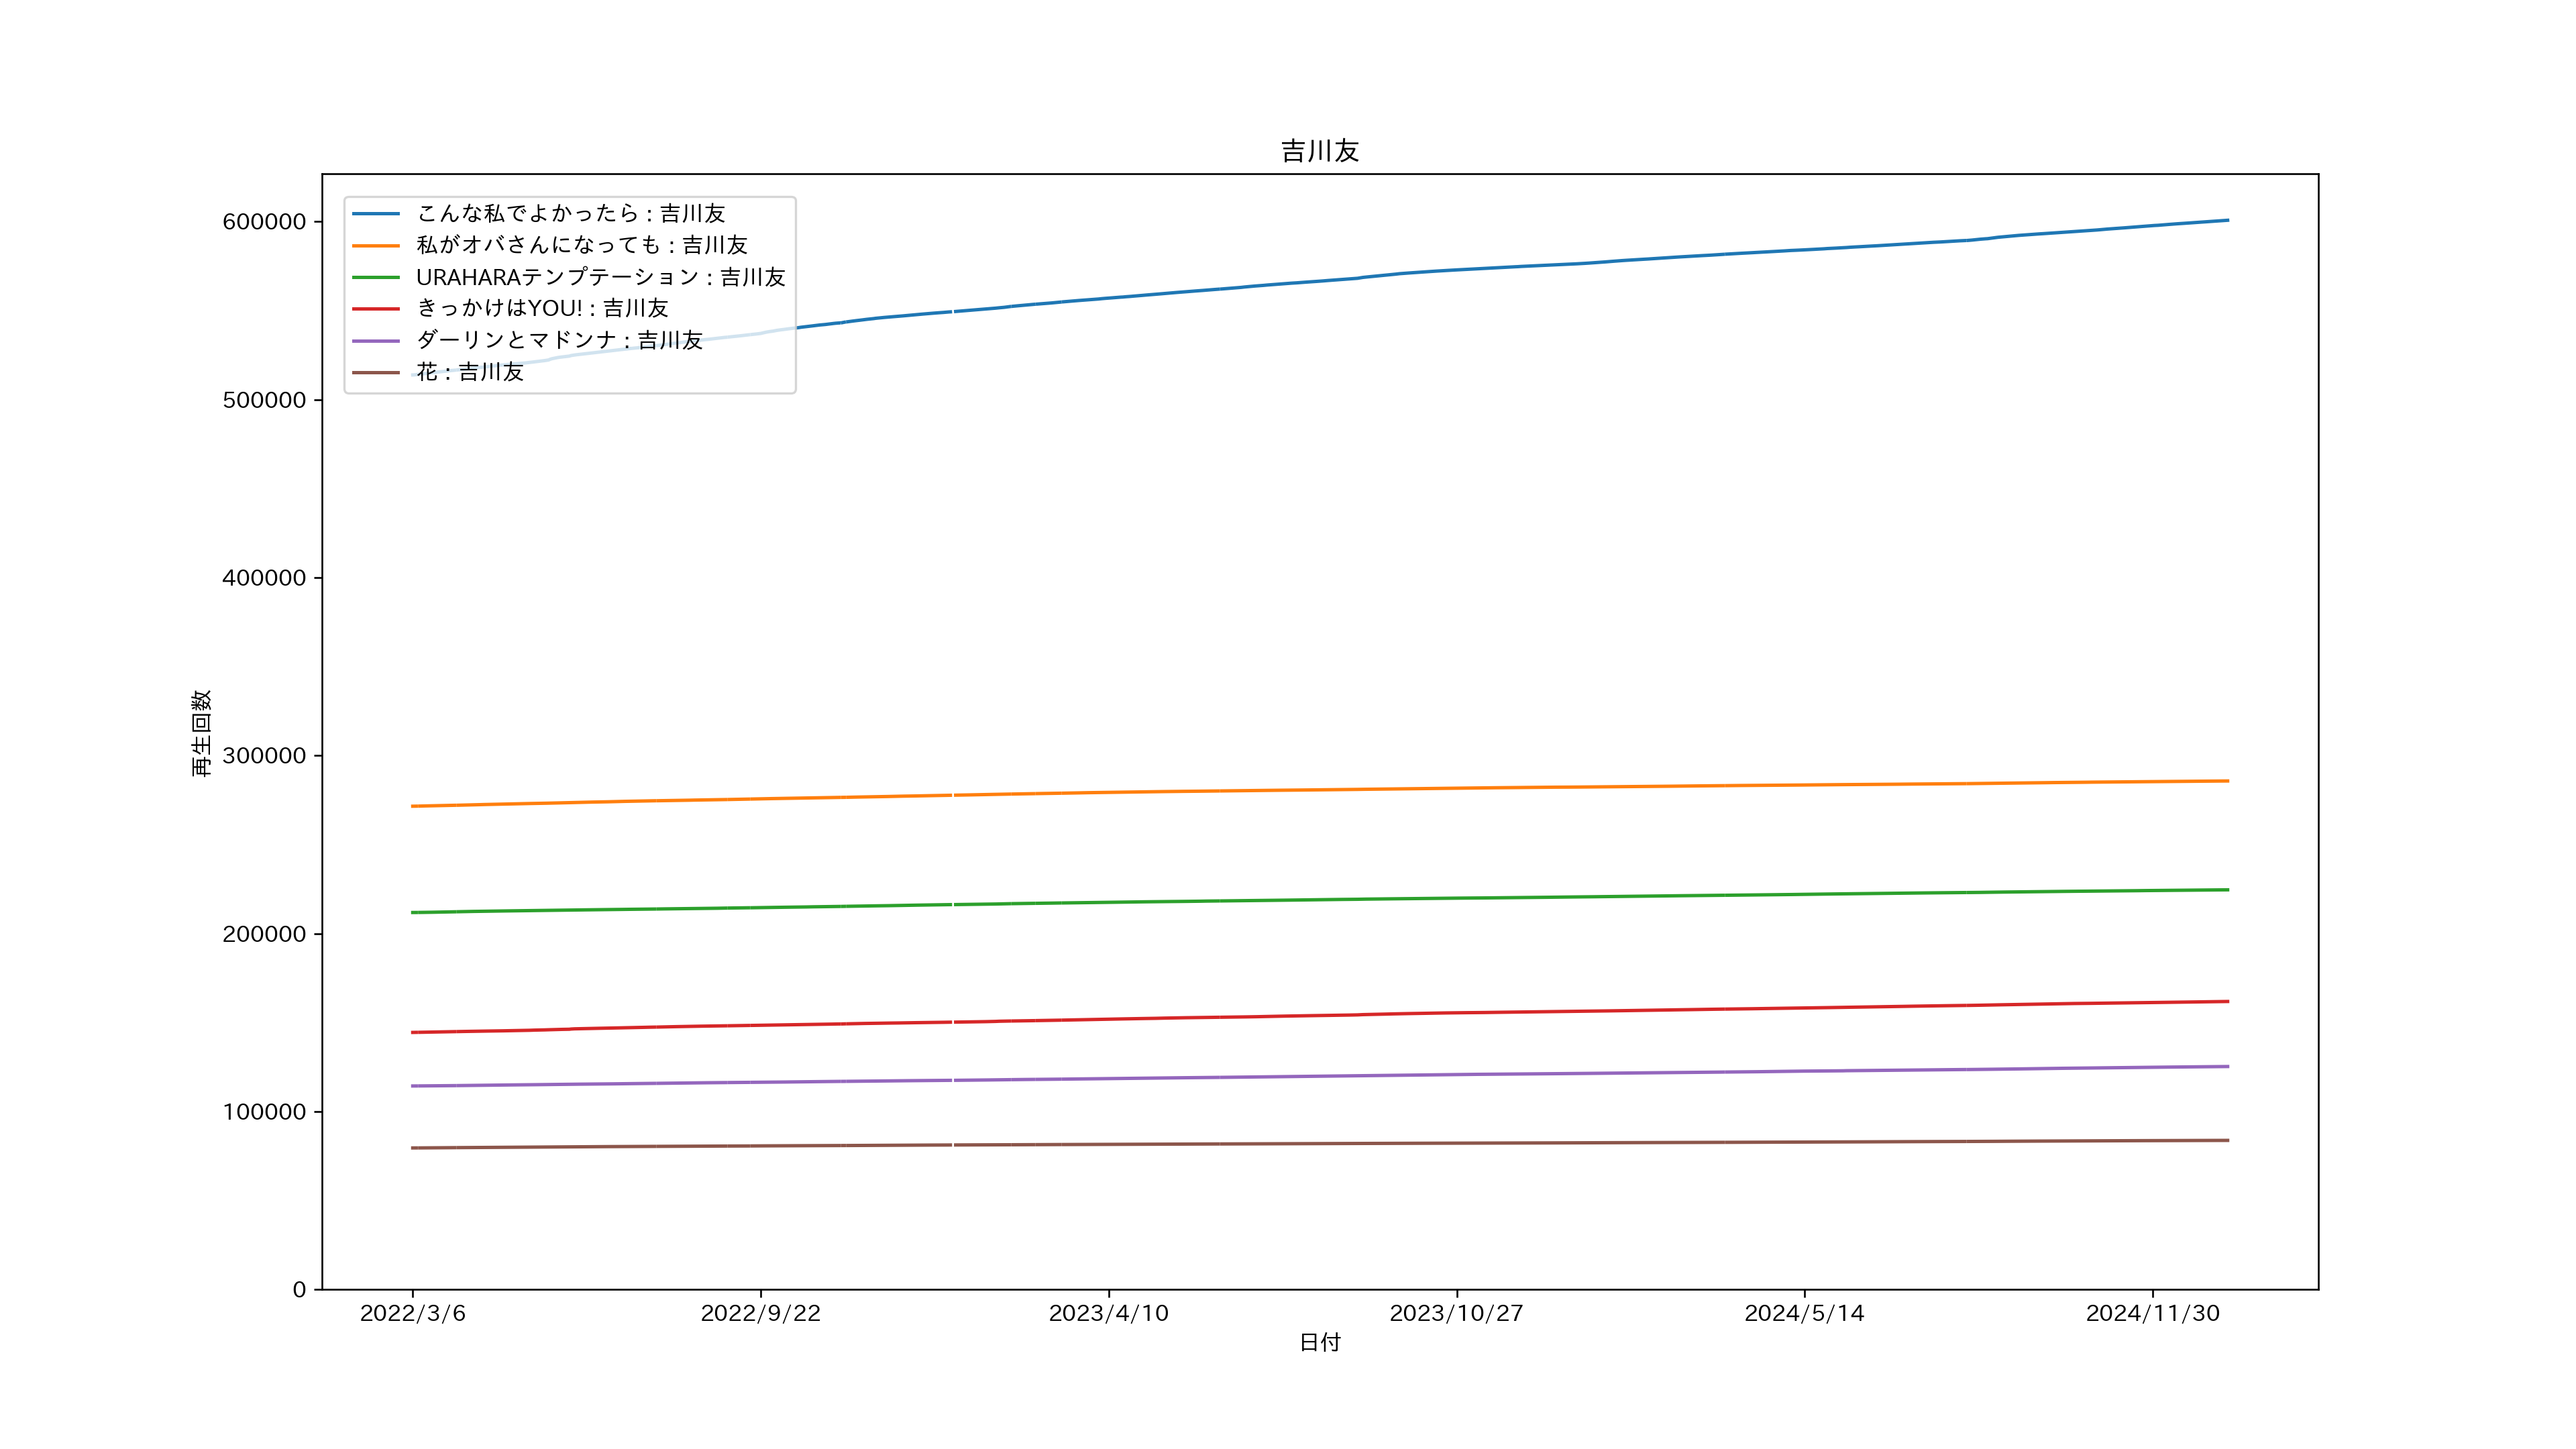 吉川友
こんな私でよかったら : 吉川友
私がオバさんになっても : 吉川友
URAHARAテンプテーション : 吉川友
きっかけはYOU! : 吉川友
ダーリンとマドンナ : 吉川友
花 : 吉川友
600000
500000
400000
300000
200000
100000
0
再生回数
2022/3/6
2022/9/22
2023/4/10
2023/10/27
2024/5/14
2024/11/30
日付